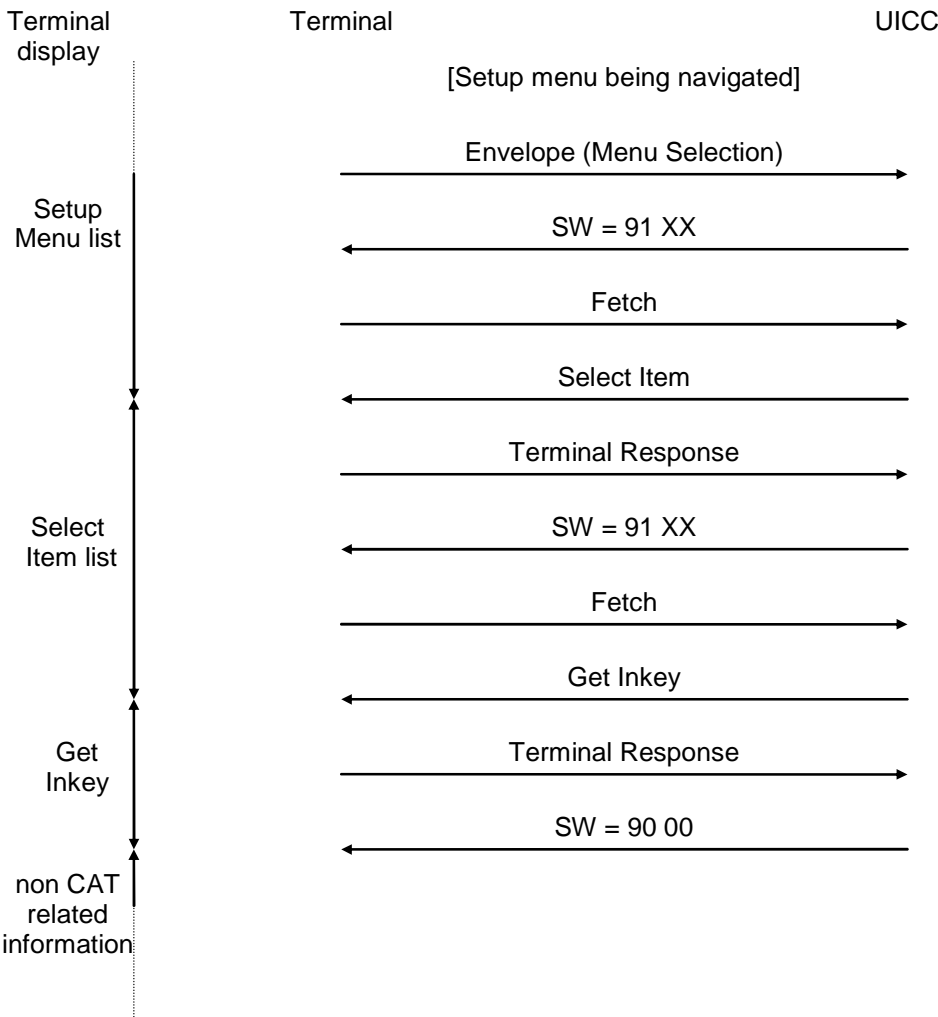 Terminal
display
Terminal
UICC
[Setup menu being navigated]
Envelope (Menu Selection)
Setup
Menu list
SW = 91 XX
Fetch
Select Item
Terminal Response
Select
Item list
SW = 91 XX
Fetch
Get Inkey
Get
Inkey
Terminal Response
SW = 90 00
non CAT
related
information